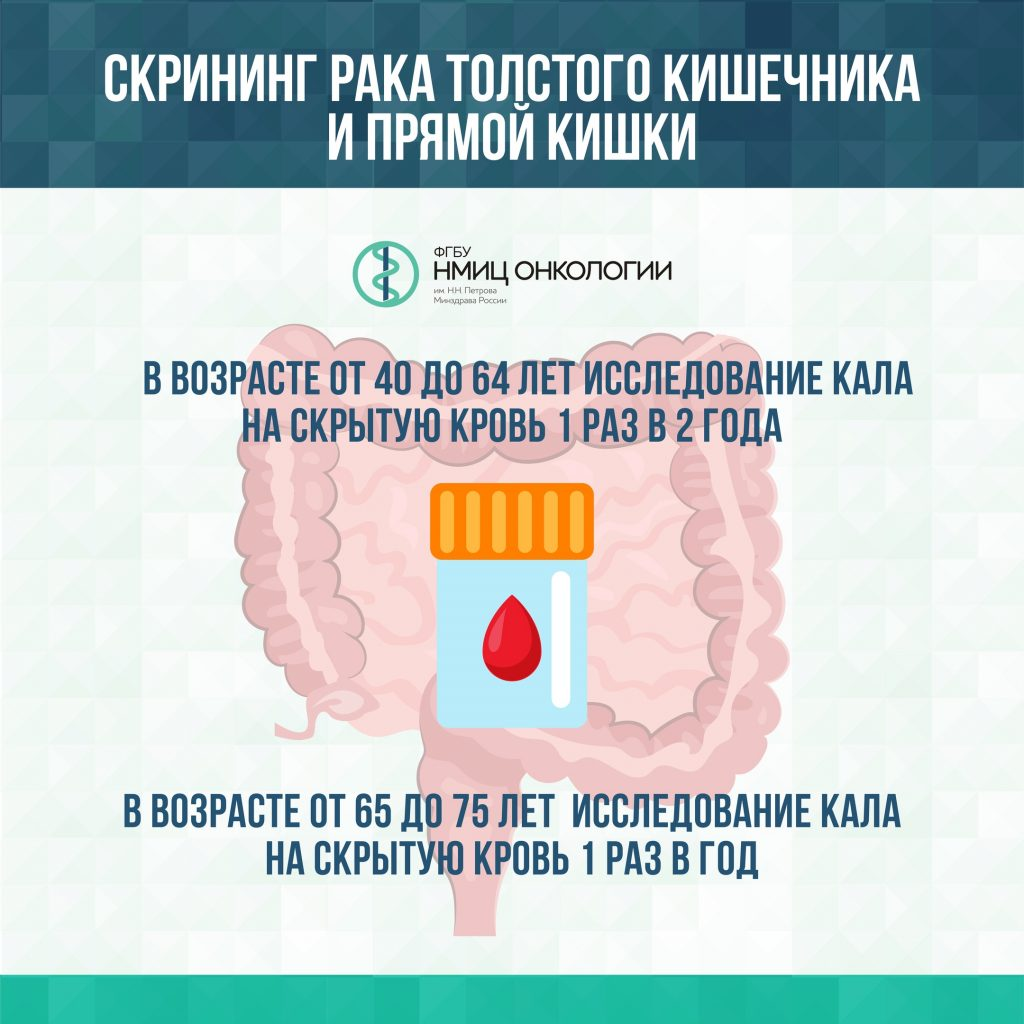 СКРИНИНГ РАКА ТОЛСТОГО КИШЕЧНИКА
И ПРЯМОЙ КИШКИ
ФГБУ
НМИЦ ОНКОЛОГИИ
им. Н.Н. Петрова
Минздрава России
В ВОЗРАСТЕ ОТ 40 ДО 64 ЛЕТ ИССЛЕДОВАНИЕ КАЛА
НА СКРЫТУЮ КРОВЬ 1 РАЗ В 2 ГОДА
В ВОЗРАСТЕ ОТ 65 ДО 75 ЛЕТ ИССЛЕДОВАНИЕ КАЛА
НА СКРЫТУЮ КРОВЬ 1 РАЗ В ГОД